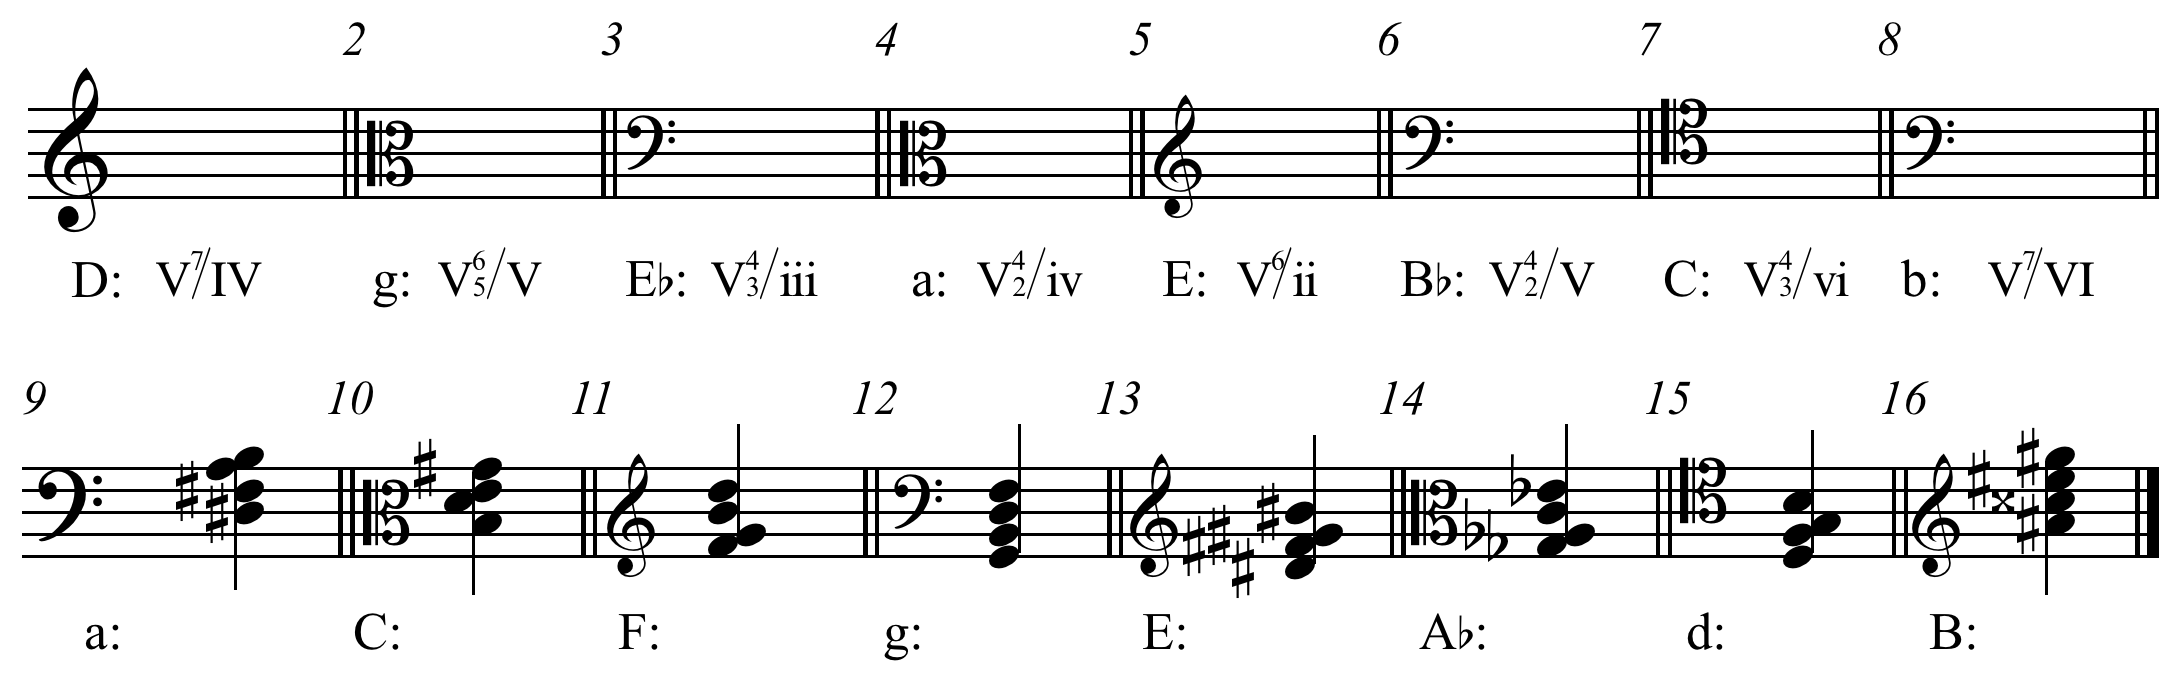 2 3 4 5 6 7 8
D: V7/IV g: V65/V E♭: V43/iii a: V42/iv E: V6/ii B♭: V42/V C: V43/vi b: V7/VI
9 10 11 12 13 14 15 16
a: C: F: g: E: A♭: d: B: